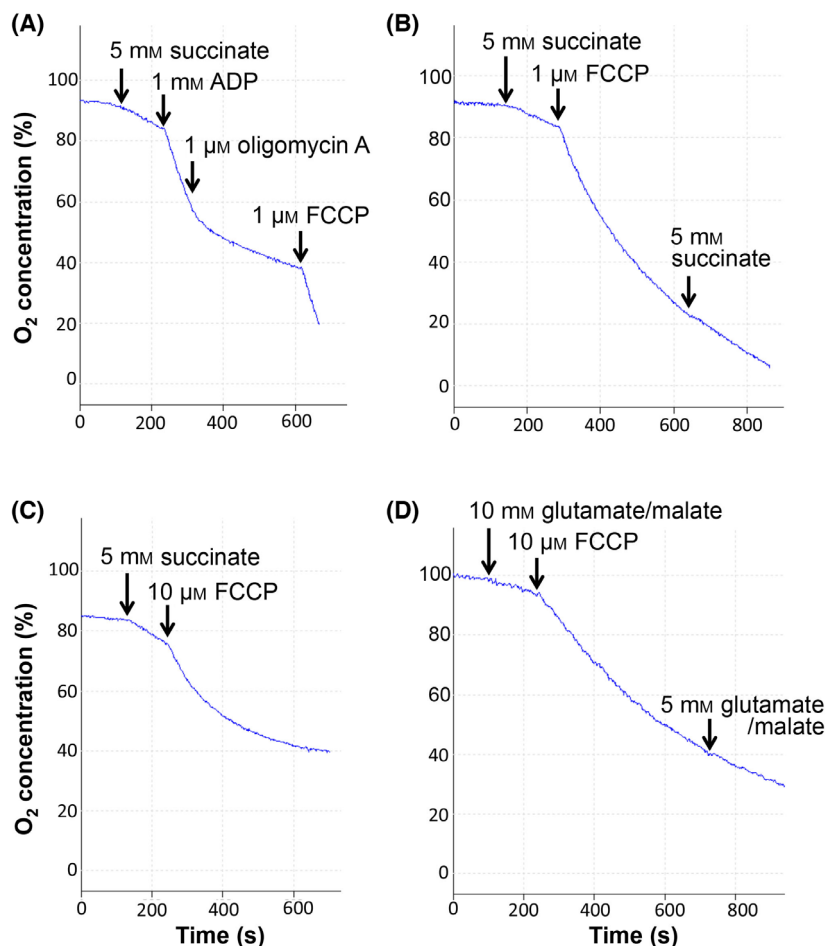 (A)
5 mM succinate
1 mM ADP
1 µM oligomycin A
1 µM FCCP
O2 concentration (%)
100
80
60
40
20
0
0 200 400 600
(B)
5 mM succinate
1 µM FCCP
5 mM
succinate
100
80
60
40
20
0
0 200 400 600 800
(C)
5 mM succinate
10 µM FCCP
O2 concentration (%)
100
80
60
40
20
0
0 200 400 600
Time (s)
(D)
10 mM glutamate/malate
10 µM FCCP
5 mM glutamate
/malate
100
80
60
40
20
0
0 200 400 600 800
Time (s)